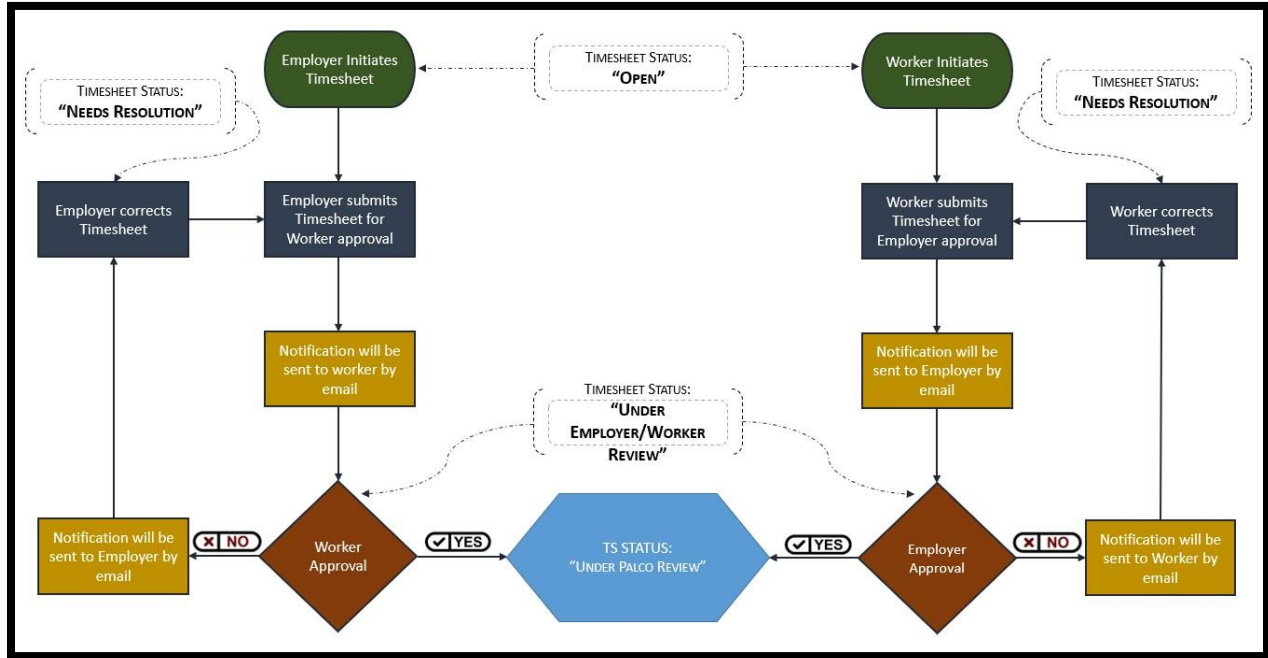 Employer Initiates
Timesheet
TIMESHEET STATUS:
“OPEN”
Worker Initiates
Timesheet
TIMESHEET STATUS:
“NEEDS RESOLUTION”
TIMESHEET STATUS:
“NEEDS RESOLUTION”
Employer corrects
Timesheet
Employer submits
Timesheet for
Worker approval
Worker submits
Timesheet for
Employer approval
Worker corrects
Timesheet
Notification will be
sent to worker by
email
Notification will be
sent to Employer by
email
TIMESHEET STATUS:
“UNDER
EMPLOYER/WORKER
REVIEW”
Notification will be
sent to Employer by
email
NO
Worker
Approval
YES
TS STATUS:
“UNDER PALCO REVIEW”
YES
Employer
Approval
NO
Notification will be
sent to Worker by
email